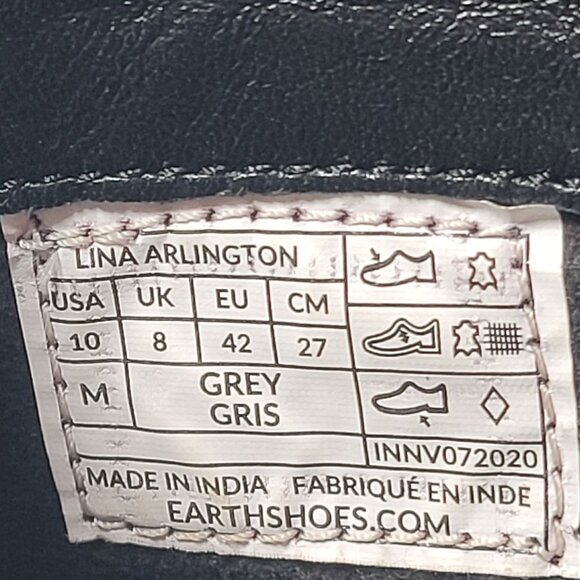 LINA ARLINGTON
USA UK EU CM
10 8 42 27
M GREY
GRIS
INNV072020
MADE IN INDIA FABRIQUÉ EN INDE
EARTHSHOES.COM